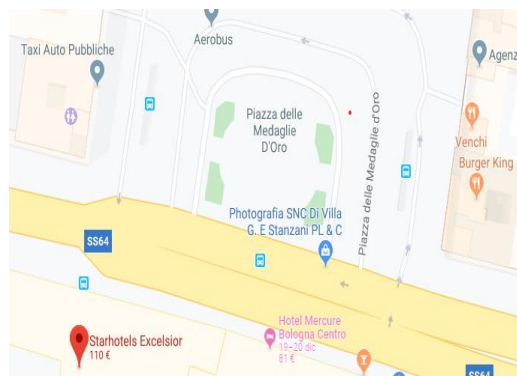 Aerobus
Taxi Auto Pubbliche
Agenz
Piazza delle
Medaglie
D'Oro
Piazza delle Medaglie d'Oro
Venchi
Burger King
Photografia SNC Di Villa
G. E Stanzani PL & C
SS64
Starhotels Excelsior
110 €
Hotel Mercure
Bologna Centro
19–20 dic
81 €
SS64